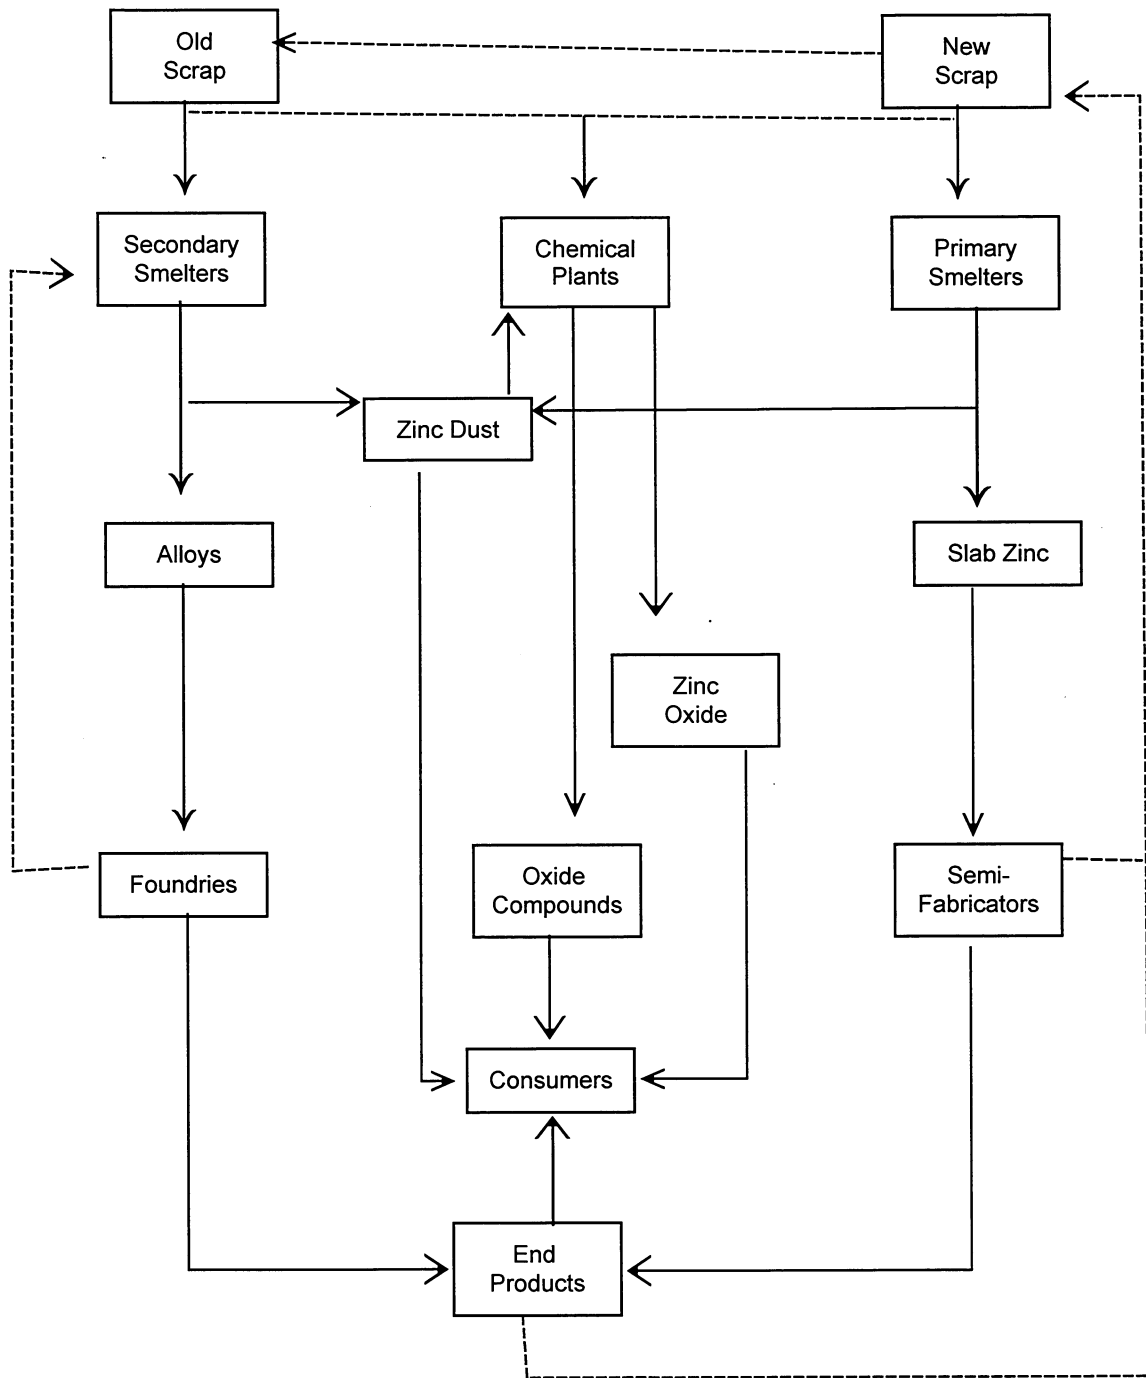 Old
Scrap
New
Scrap
Secondary
Smelters
Chemical
Plants
Primary
Smelters
Zinc Dust
Alloys
Slab Zinc
Zinc
Oxide
Foundries
Oxide
Compounds
Semi-
Fabricators
Consumers
End
Products